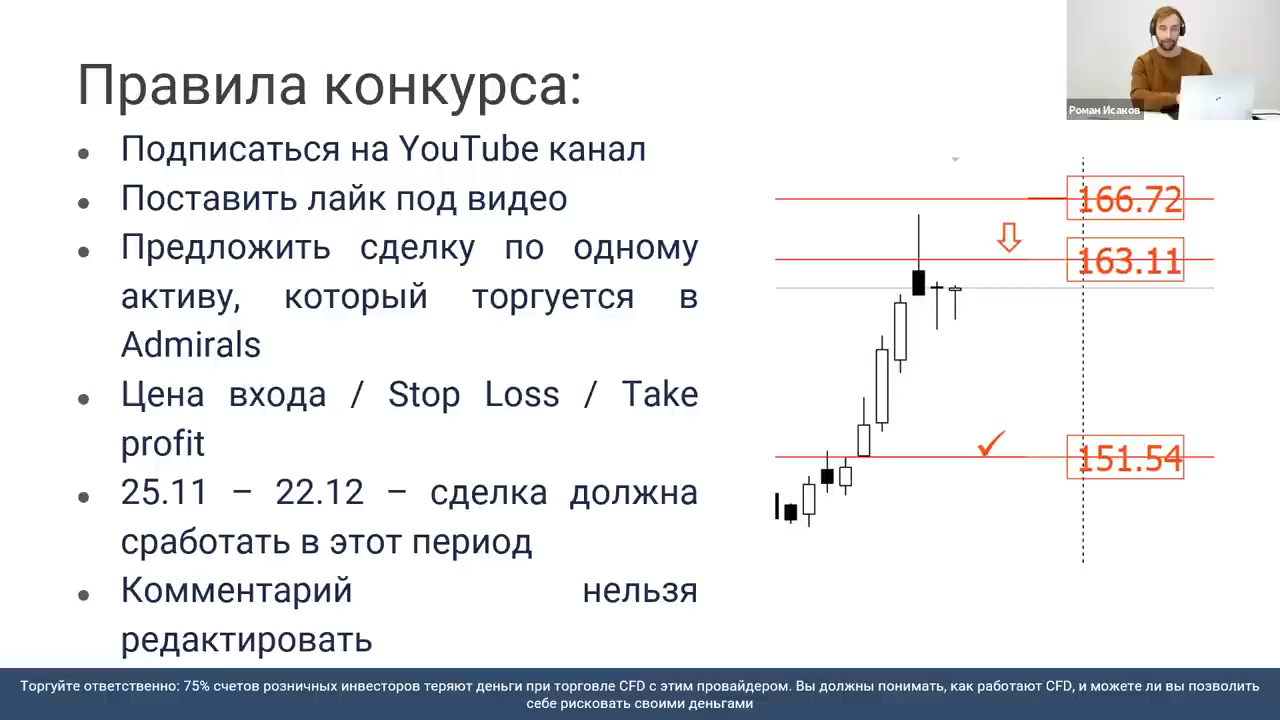 Роман Исаков
Правила конкурса:
Подписаться на YouTube канал
Поставить лайк под видео
Предложить сделку по одному
активу, который торгуется в
Admirals
Цена входа / Stop Loss / Take
profit
25.11 – 22.12 – сделка должна
сработать в этот период
Комментарий нельзя
редактировать
166.72
163.11
151.54
Торгуйте ответственно: 75% счетов розничных инвесторов теряют деньги при торговле CFD с этим провайдером. Вы должны понимать, как работают CFD, и можете ли вы позволить
себе рисковать своими деньгами